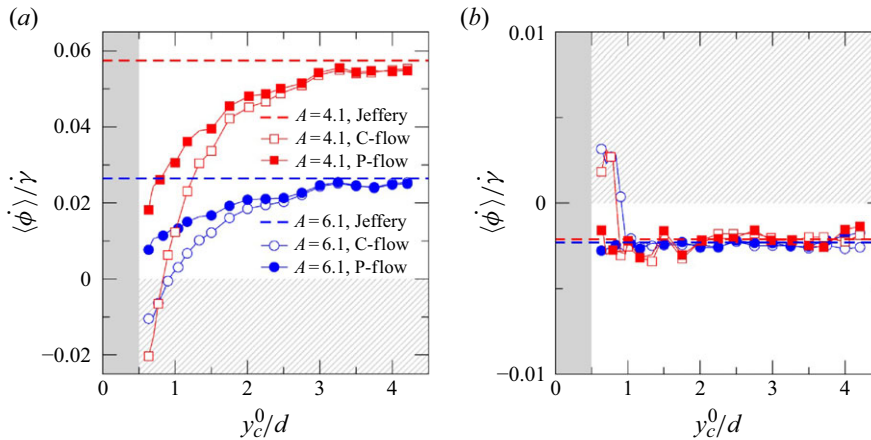 (a)
(b)
0.06
0.04
0.02
0
−0.02
⟨ϕ̇⟩/γ̇
A = 4.1, Jeffery
A = 4.1, C-flow
A = 4.1, P-flow
A = 6.1, Jeffery
A = 6.1, C-flow
A = 6.1, P-flow
0 1 2 3 4
y_c^0/d
0.01
0
−0.01
0 1 2 3 4
y_c^0/d